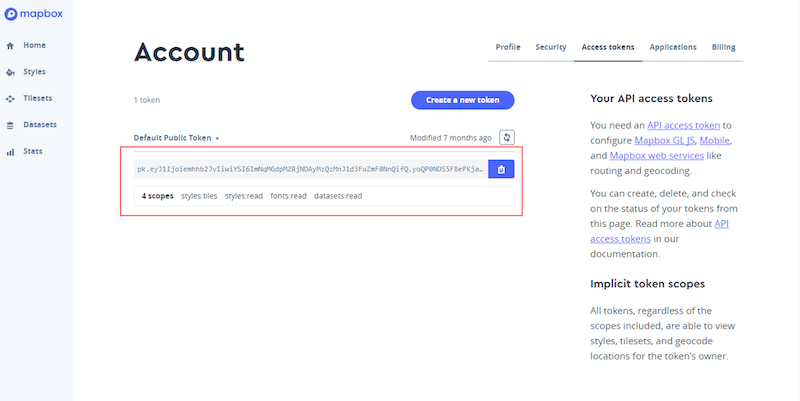 mapbox
Home
Styles
Tilesets
Datasets
Stats
Account
Profile Security Access tokens Applications Billing
1 token
Create a new token
Default Public Token
Modified 7 months ago
4 scopes styles:tiles styles:read fonts:read datasets:read
Your API access tokens
You need an API access token to
configure Mapbox GL JS, Mobile,
and Mapbox web services like
routing and geocoding.
You can create, delete, and check
on the status of your tokens from
this page. Read more about API
access tokens in our
documentation.
Implicit token scopes
All tokens, regardless of the
scopes included, are able to view
styles, tilesets, and geocode
locations for the token's owner.